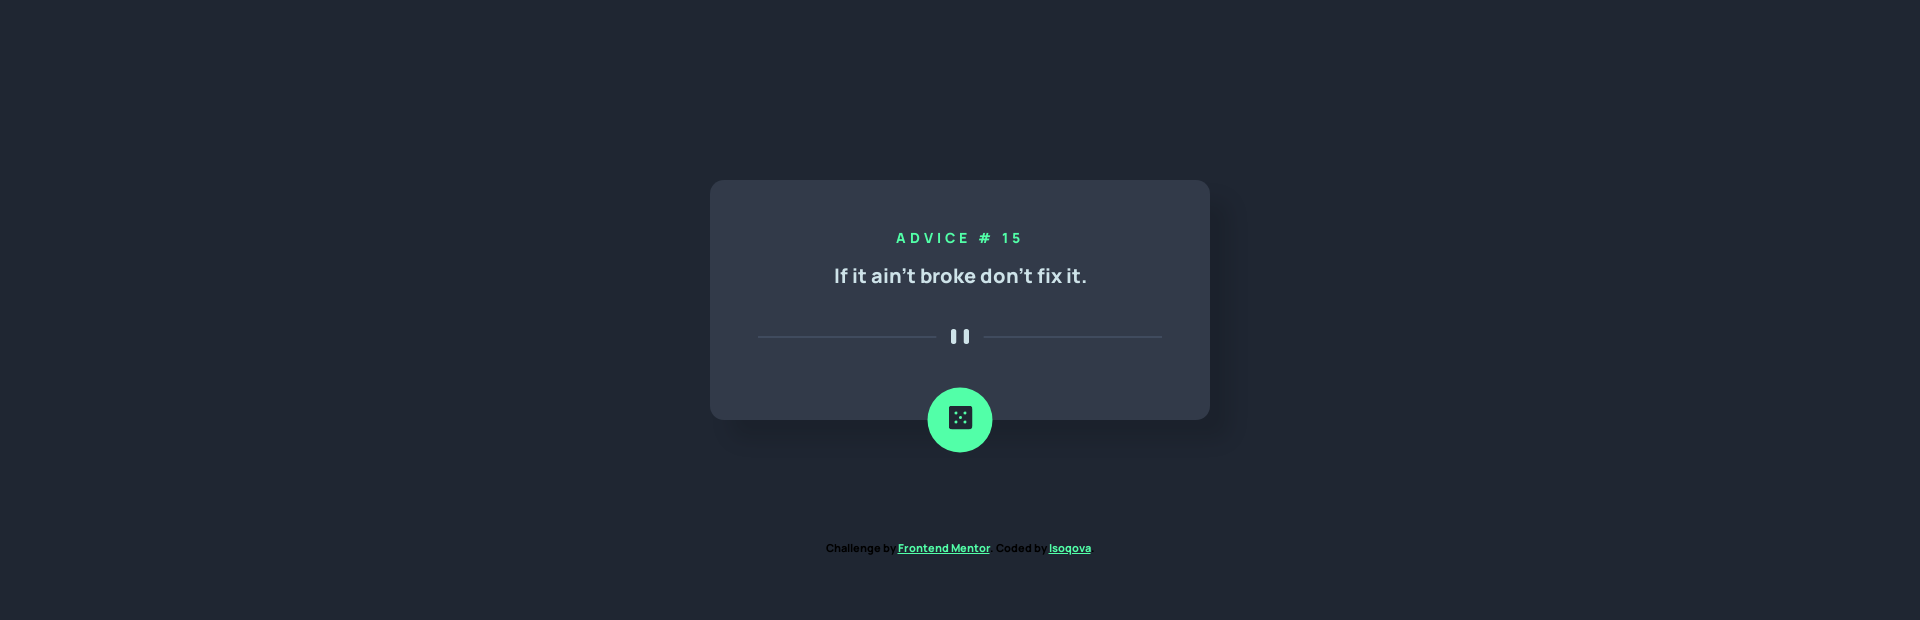 ADVICE # 15
If it ain't broke don't fix it.
Challenge by Frontend Mentor. Coded by Isoqova.